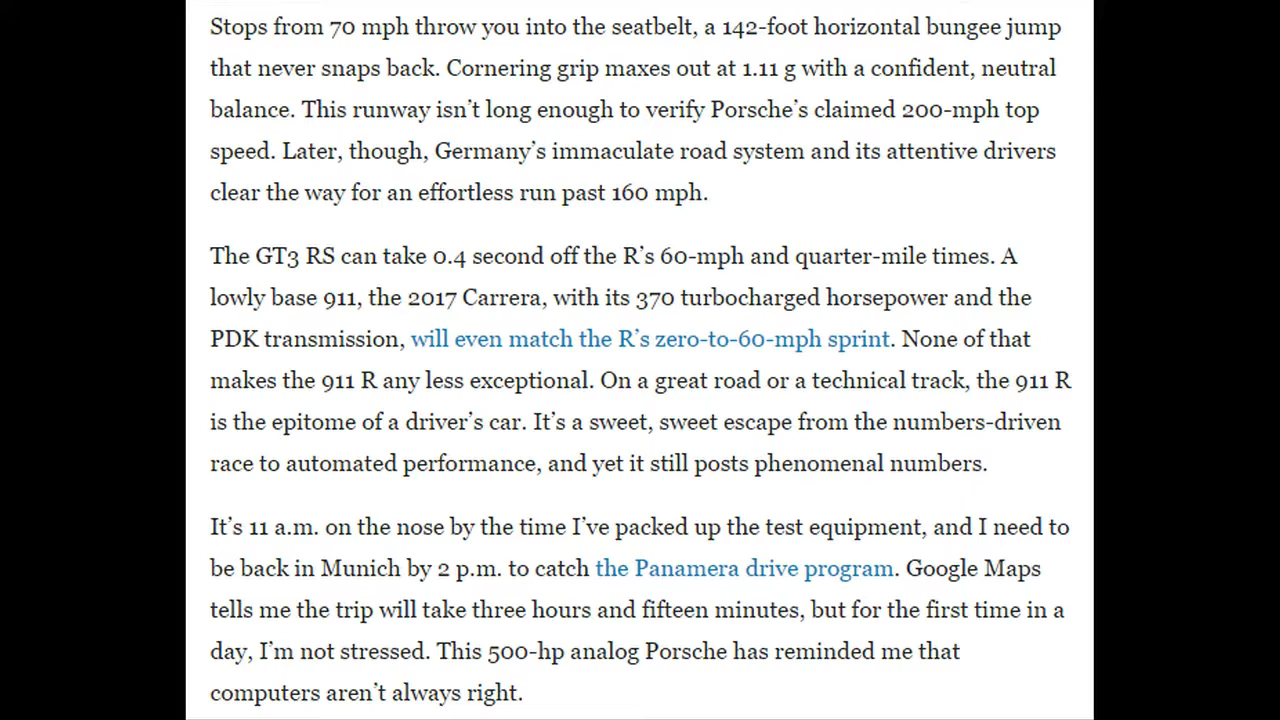 Stops from 70 mph throw you into the seatbelt, a 142-foot horizontal bungee jump
that never snaps back. Cornering grip maxes out at 1.11 g with a confident, neutral
balance. This runway isn’t long enough to verify Porsche’s claimed 200-mph top
speed. Later, though, Germany’s immaculate road system and its attentive drivers
clear the way for an effortless run past 160 mph.
The GT3 RS can take 0.4 second off the R’s 60-mph and quarter-mile times. A
lowly base 911, the 2017 Carrera, with its 370 turbocharged horsepower and the
PDK transmission, will even match the R’s zero-to-60-mph sprint. None of that
makes the 911 R any less exceptional. On a great road or a technical track, the 911 R
is the epitome of a driver’s car. It’s a sweet, sweet escape from the numbers-driven
race to automated performance, and yet it still posts phenomenal numbers.
It’s 11 a.m. on the nose by the time I’ve packed up the test equipment, and I need to
be back in Munich by 2 p.m. to catch the Panamera drive program. Google Maps
tells me the trip will take three hours and fifteen minutes, but for the first time in a
day, I’m not stressed. This 500-hp analog Porsche has reminded me that
computers aren’t always right.